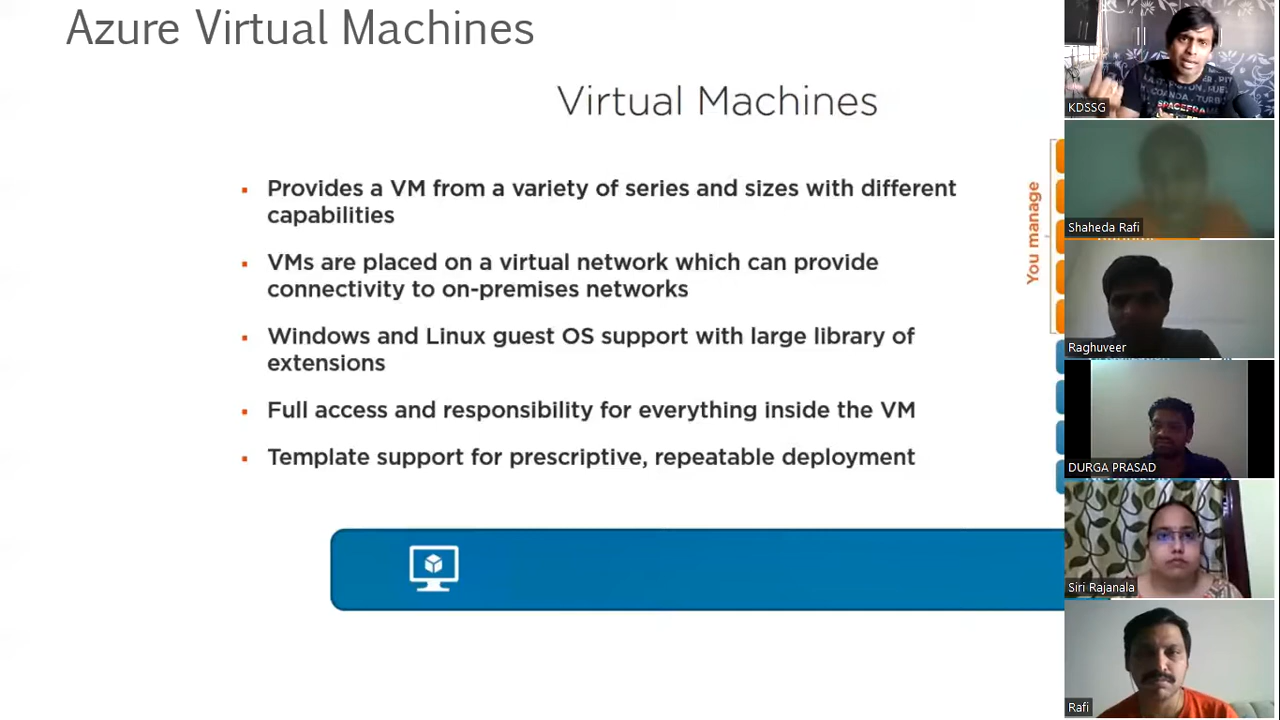 Azure Virtual Machines
Virtual Machines
Provides a VM from a variety of series and sizes with different
capabilities
VMs are placed on a virtual network which can provide
connectivity to on-premises networks
Windows and Linux guest OS support with large library of
extensions
Full access and responsibility for everything inside the VM
Template support for prescriptive, repeatable deployment
You manage
KDSSG
Shaheda Rafi
Raghuveer
DURGA PRASAD
Siri Rajanala
Rafi